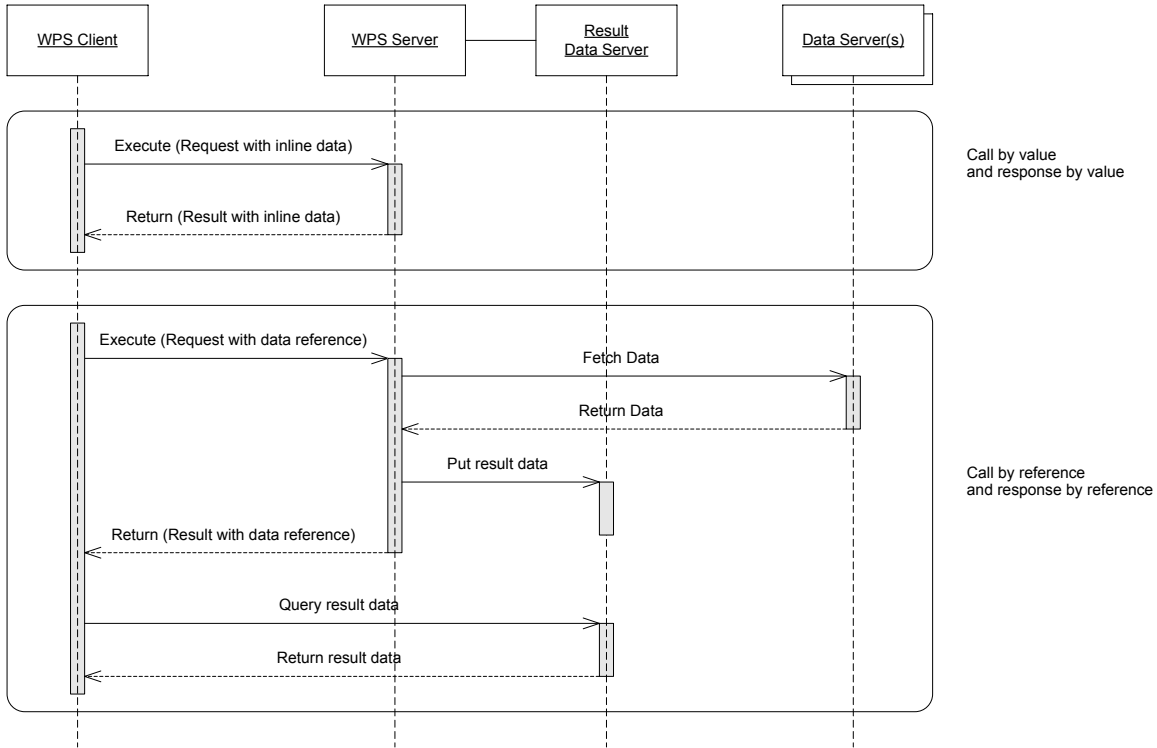 WPS Client
WPS Server
Result
Data Server
Data Server(s)
Execute (Request with inline data)
Return (Result with inline data)
Call by value
and response by value
Execute (Request with data reference)
Fetch Data
Return Data
Put result data
Call by reference
and response by reference
Return (Result with data reference)
Query result data
Return result data